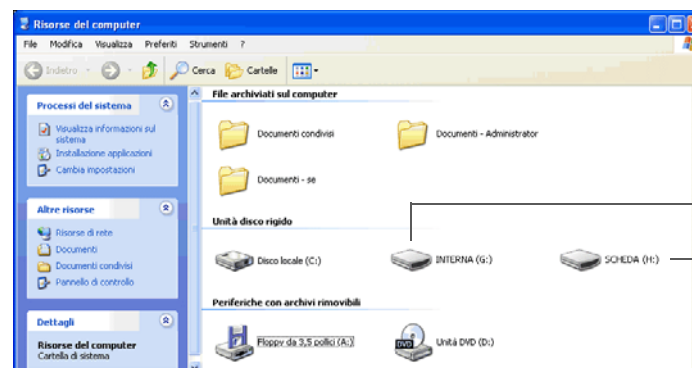 Risorse del computer
File Modifica Visualizza Preferiti Strumenti ?
Indietro Cerca Cartelle
Processi del sistema
Visualizza informazioni sul
sistema
Installazione applicazioni
Cambia impostazioni
Altre risorse
Risorse di rete
Documenti
Documenti condivisi
Pannello di controllo
Dettagli
Risorse del computer
Cartella di sistema
File archiviati sul computer
Documenti condivisi
Documenti - Administrator
Documenti - se
Unità disco rigido
Disco locale (C:)
INTERNA (G:)
SCHEDA (H:)
Periferiche con archivi rimovibili
Floppy da 3,5 pollici (A:)
DVD
Unità DVD (D:)